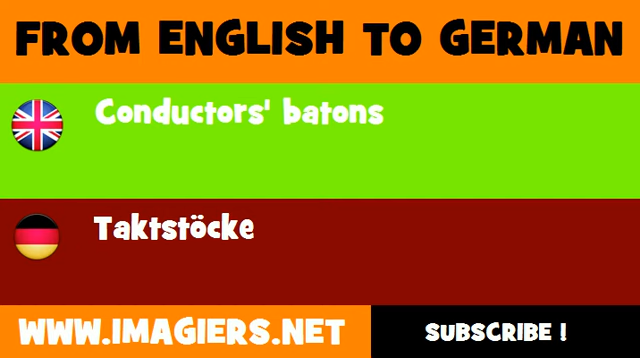 FROM ENGLISH TO GERMAN
Conductors' batons
Taktstöcke
WWW.IMAGIERS.NET
SUBSCRIBE !